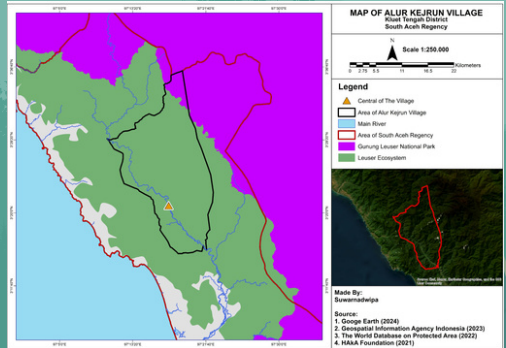 MAP OF ALUR KEJRUN VILLAGE
Kluet Tengah District
South Aceh Regency
N
Scale 1:250.000
Kilometers
0 2.75 5.5 11 16.5 22
Legend
Central of The Village
Area of Alur Kejrun Village
Main River
Area of South Aceh Regency
Gunung Leuser National Park
Leuser Ecosystem
Made By:
Suwarnadwipa
Source:
1. Googe Earth (2024)
2. Geospatial Information Agency Indonesia (2023)
3. The World Database on Protected Area (2022)
4. HAkA Foundation (2021)